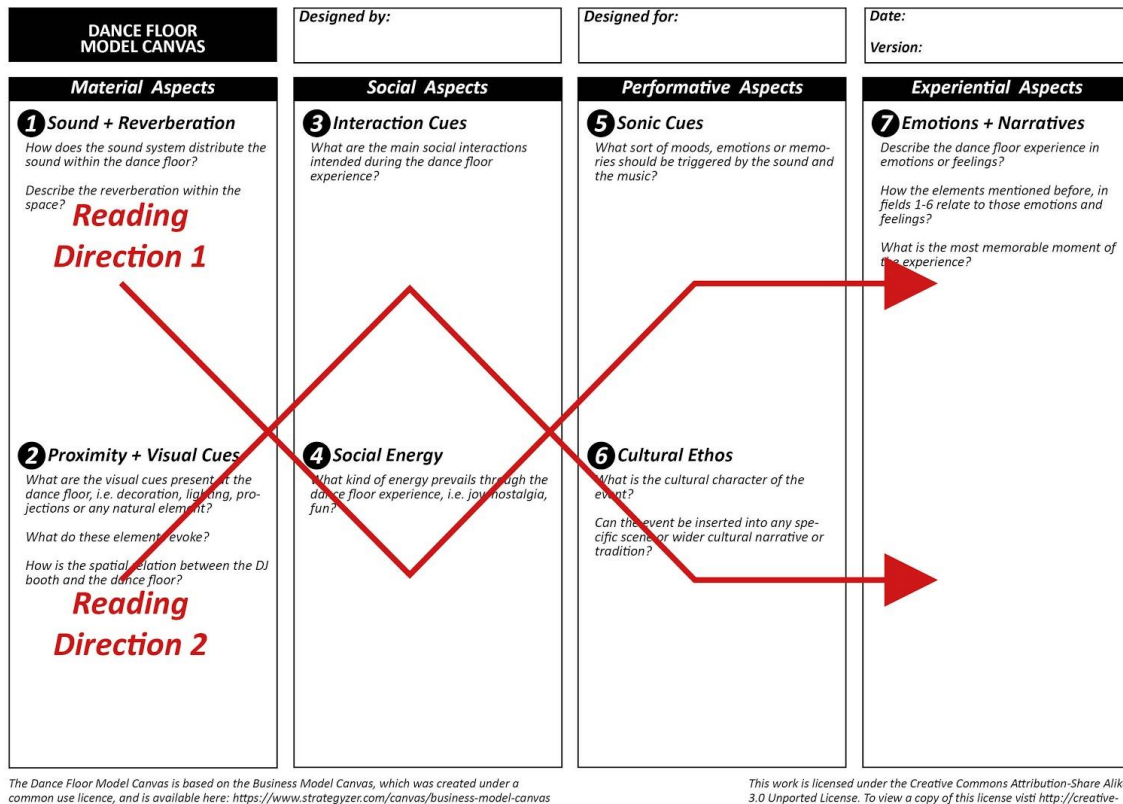 DANCE FLOOR
MODEL CANVAS
Designed by:
Designed for:
Date:
Version:
Material Aspects
1 Sound + Reverberation
How does the sound system distribute the
sound within the dance floor?
Describe the reverberation within the
space?
Reading
Direction 1
2 Proximity + Visual Cues
What are the visual cues present at the
dance floor, i.e. decoration, lighting, pro-
jections or any natural element?
What do these elements evoke?
How is the spatial relation between the DJ
booth and the dance floor?
Reading
Direction 2
Social Aspects
3 Interaction Cues
What are the main social interactions
intended during the dance floor
experience?
4 Social Energy
What kind of energy prevails through the
dance floor experience, i.e. joy, nostalgia,
fun?
Performative Aspects
5 Sonic Cues
What sort of moods, emotions or memo-
ries should be triggered by the sound and
the music?
6 Cultural Ethos
What is the cultural character of the
event?
Can the event be inserted into any spe-
cific scene or wider cultural narrative or
tradition?
Experiential Aspects
7 Emotions + Narratives
Describe the dance floor experience in
emotions or feelings?
How the elements mentioned before, in
fields 1-6 relate to those emotions and
feelings?
What is the most memorable moment of
the experience?
The Dance Floor Model Canvas is based on the Business Model Canvas, which was created under a
common use licence, and is available here: https://www.strategyzer.com/canvas/business-model-canvas
This work is licensed under the Creative Commons Attribution-Share Alik
3.0 Unported License. To view a copy of this license visti http://creative-